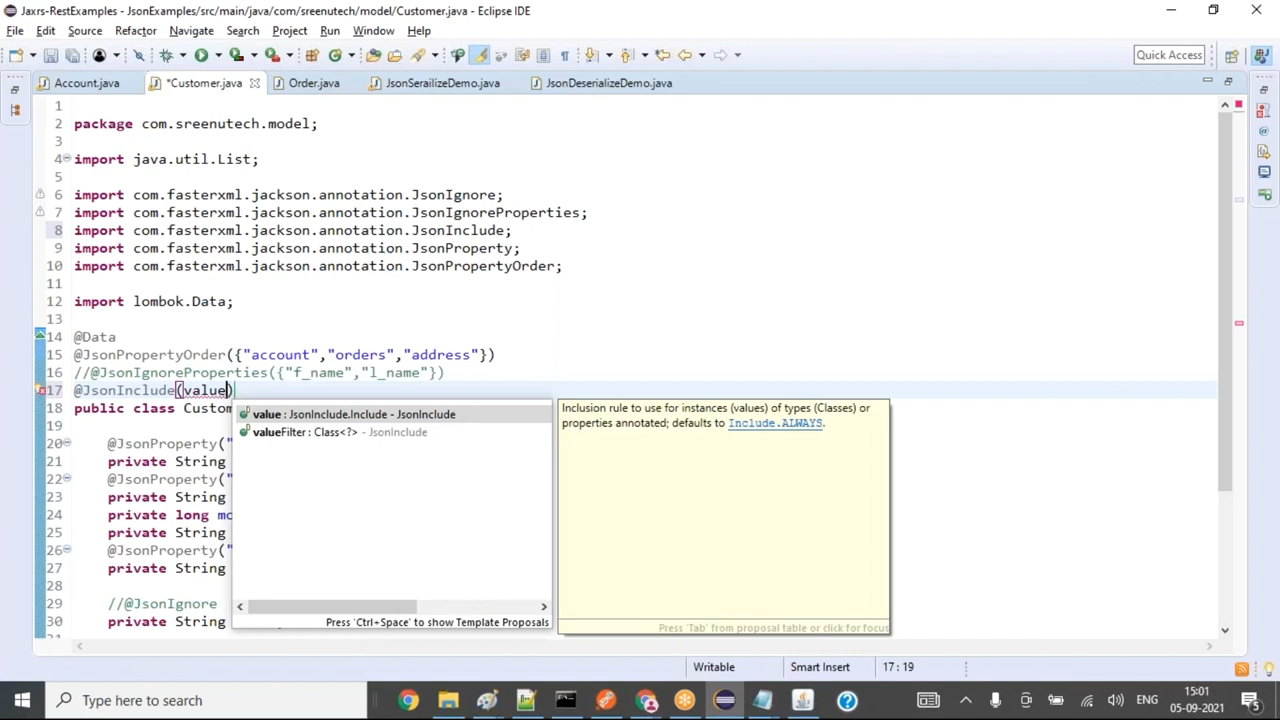 Jaxrs-RestExamples - JsonExamples/src/main/java/com/sreenutech/model/Customer.java - Eclipse IDE
File Edit Source Refactor Navigate Search Project Run Window Help
Quick Access
Account.java *Customer.java Order.java JsonSerailizeDemo.java JsonDeserializeDemo.java
1
2 package com.sreenutech.model;
3
4 import java.util.List;
5
6 import com.fasterxml.jackson.annotation.JsonIgnore;
7 import com.fasterxml.jackson.annotation.JsonIgnoreProperties;
8 import com.fasterxml.jackson.annotation.JsonInclude;
9 import com.fasterxml.jackson.annotation.JsonProperty;
10 import com.fasterxml.jackson.annotation.JsonPropertyOrder;
11
12 import lombok.Data;
13
14 @Data
15 @JsonPropertyOrder({"account","orders","address"})
16 //@JsonIgnoreProperties({"f_name","l_name"})
17 @JsonInclude(value)
18 public class Custom
19
20 @JsonProperty("
21 private String
22 @JsonProperty("
23 private String
24 private long mo
25 private String
26 @JsonProperty("
27 private String
28
29 //@JsonIgnore
30 private String
value : JsonInclude.Include - JsonInclude
valueFilter : Class<?> - JsonInclude
Press 'Ctrl+Space' to show Template Proposals
Inclusion rule to use for instances (values) of types (Classes) or
properties annotated; defaults to Include.ALWAYS.
Press 'Tab' from proposal table or click for focus
Writable Smart Insert 17 : 19
Type here to search
ENG
15:01
05-09-2021
5